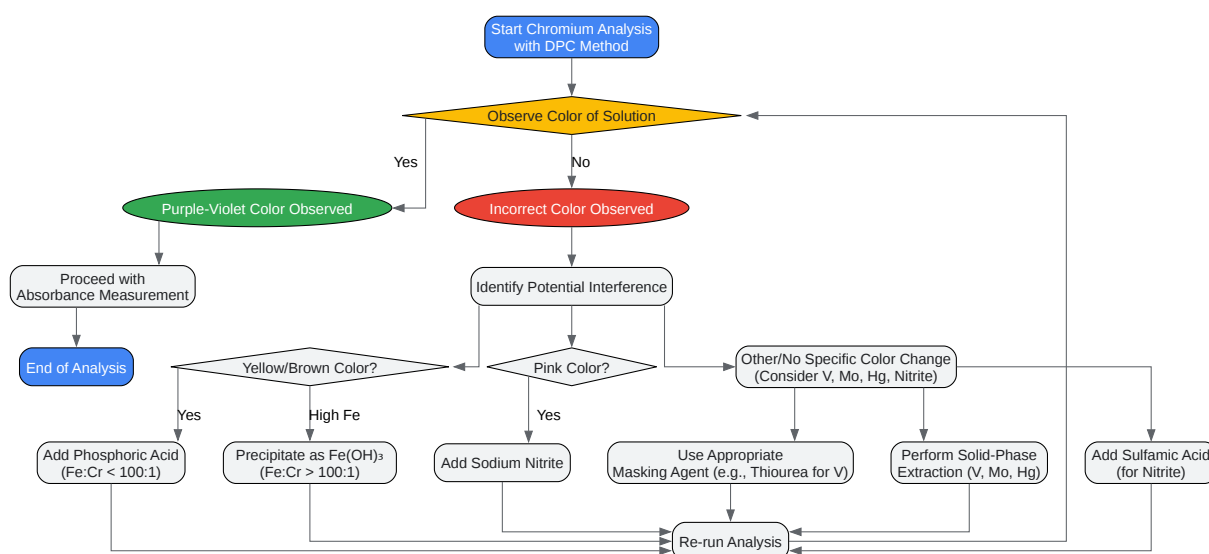 Start Chromium Analysis
with DPC Method
Observe Color of Solution
Yes
No
Purple-Violet Color Observed
Incorrect Color Observed
Proceed with
Absorbance Measurement
Identify Potential Interference
End of Analysis
Yellow/Brown Color?
Pink Color?
Other/No Specific Color Change
(Consider V, Mo, Hg, Nitrite)
Yes
High Fe
Yes
Add Phosphoric Acid
(Fe:Cr < 100:1)
Precipitate as Fe(OH)₃
(Fe:Cr > 100:1)
Add Sodium Nitrite
Use Appropriate
Masking Agent (e.g., Thiourea for V)
Perform Solid-Phase
Extraction (V, Mo, Hg)
Add Sulfamic Acid
(for Nitrite)
Re-run Analysis